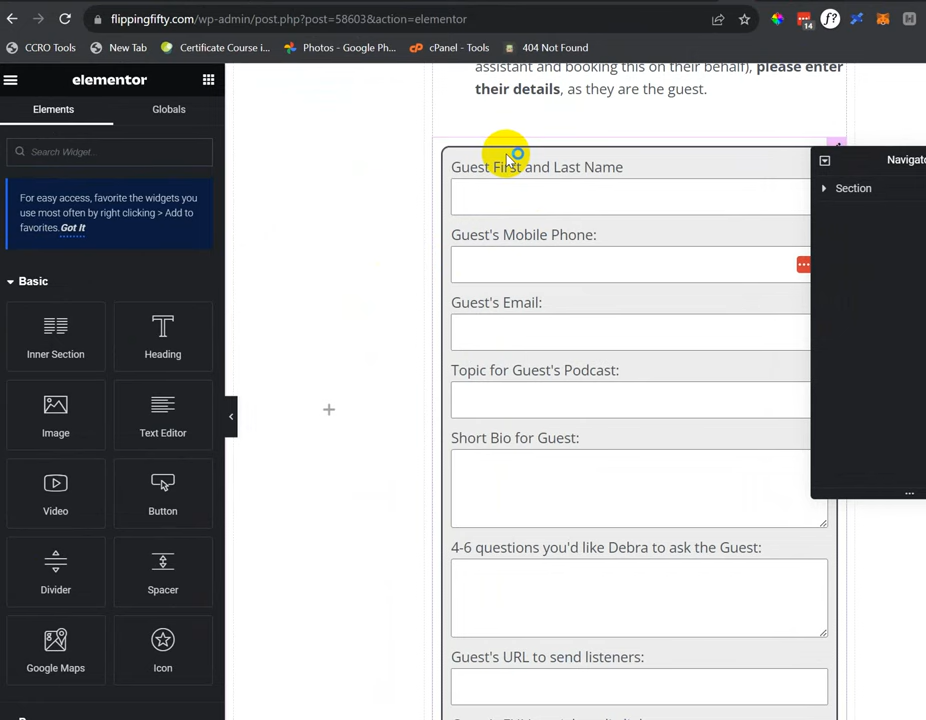 flippingfifty.com/wp-admin/post.php?post=58603&action=elementor
14
f?
H
CCRO Tools
New Tab
Certificate Course i...
Photos - Google Ph...
cPanel - Tools
404 Not Found
elementor
Elements
Globals
Search Widget...
For easy access, favorite the widgets you use most often by right clicking > Add to favorites. Got It
Basic
Inner Section
Heading
Image
Text Editor
Video
Button
Divider
Spacer
Google Maps
Icon
assistant and booking this on their behalf), please enter
their details, as they are the guest.
Guest First and Last Name
Guest's Mobile Phone:
Guest's Email:
Topic for Guest's Podcast:
Short Bio for Guest:
4-6 questions you'd like Debra to ask the Guest:
Guest's URL to send listeners:
Navigato
Section